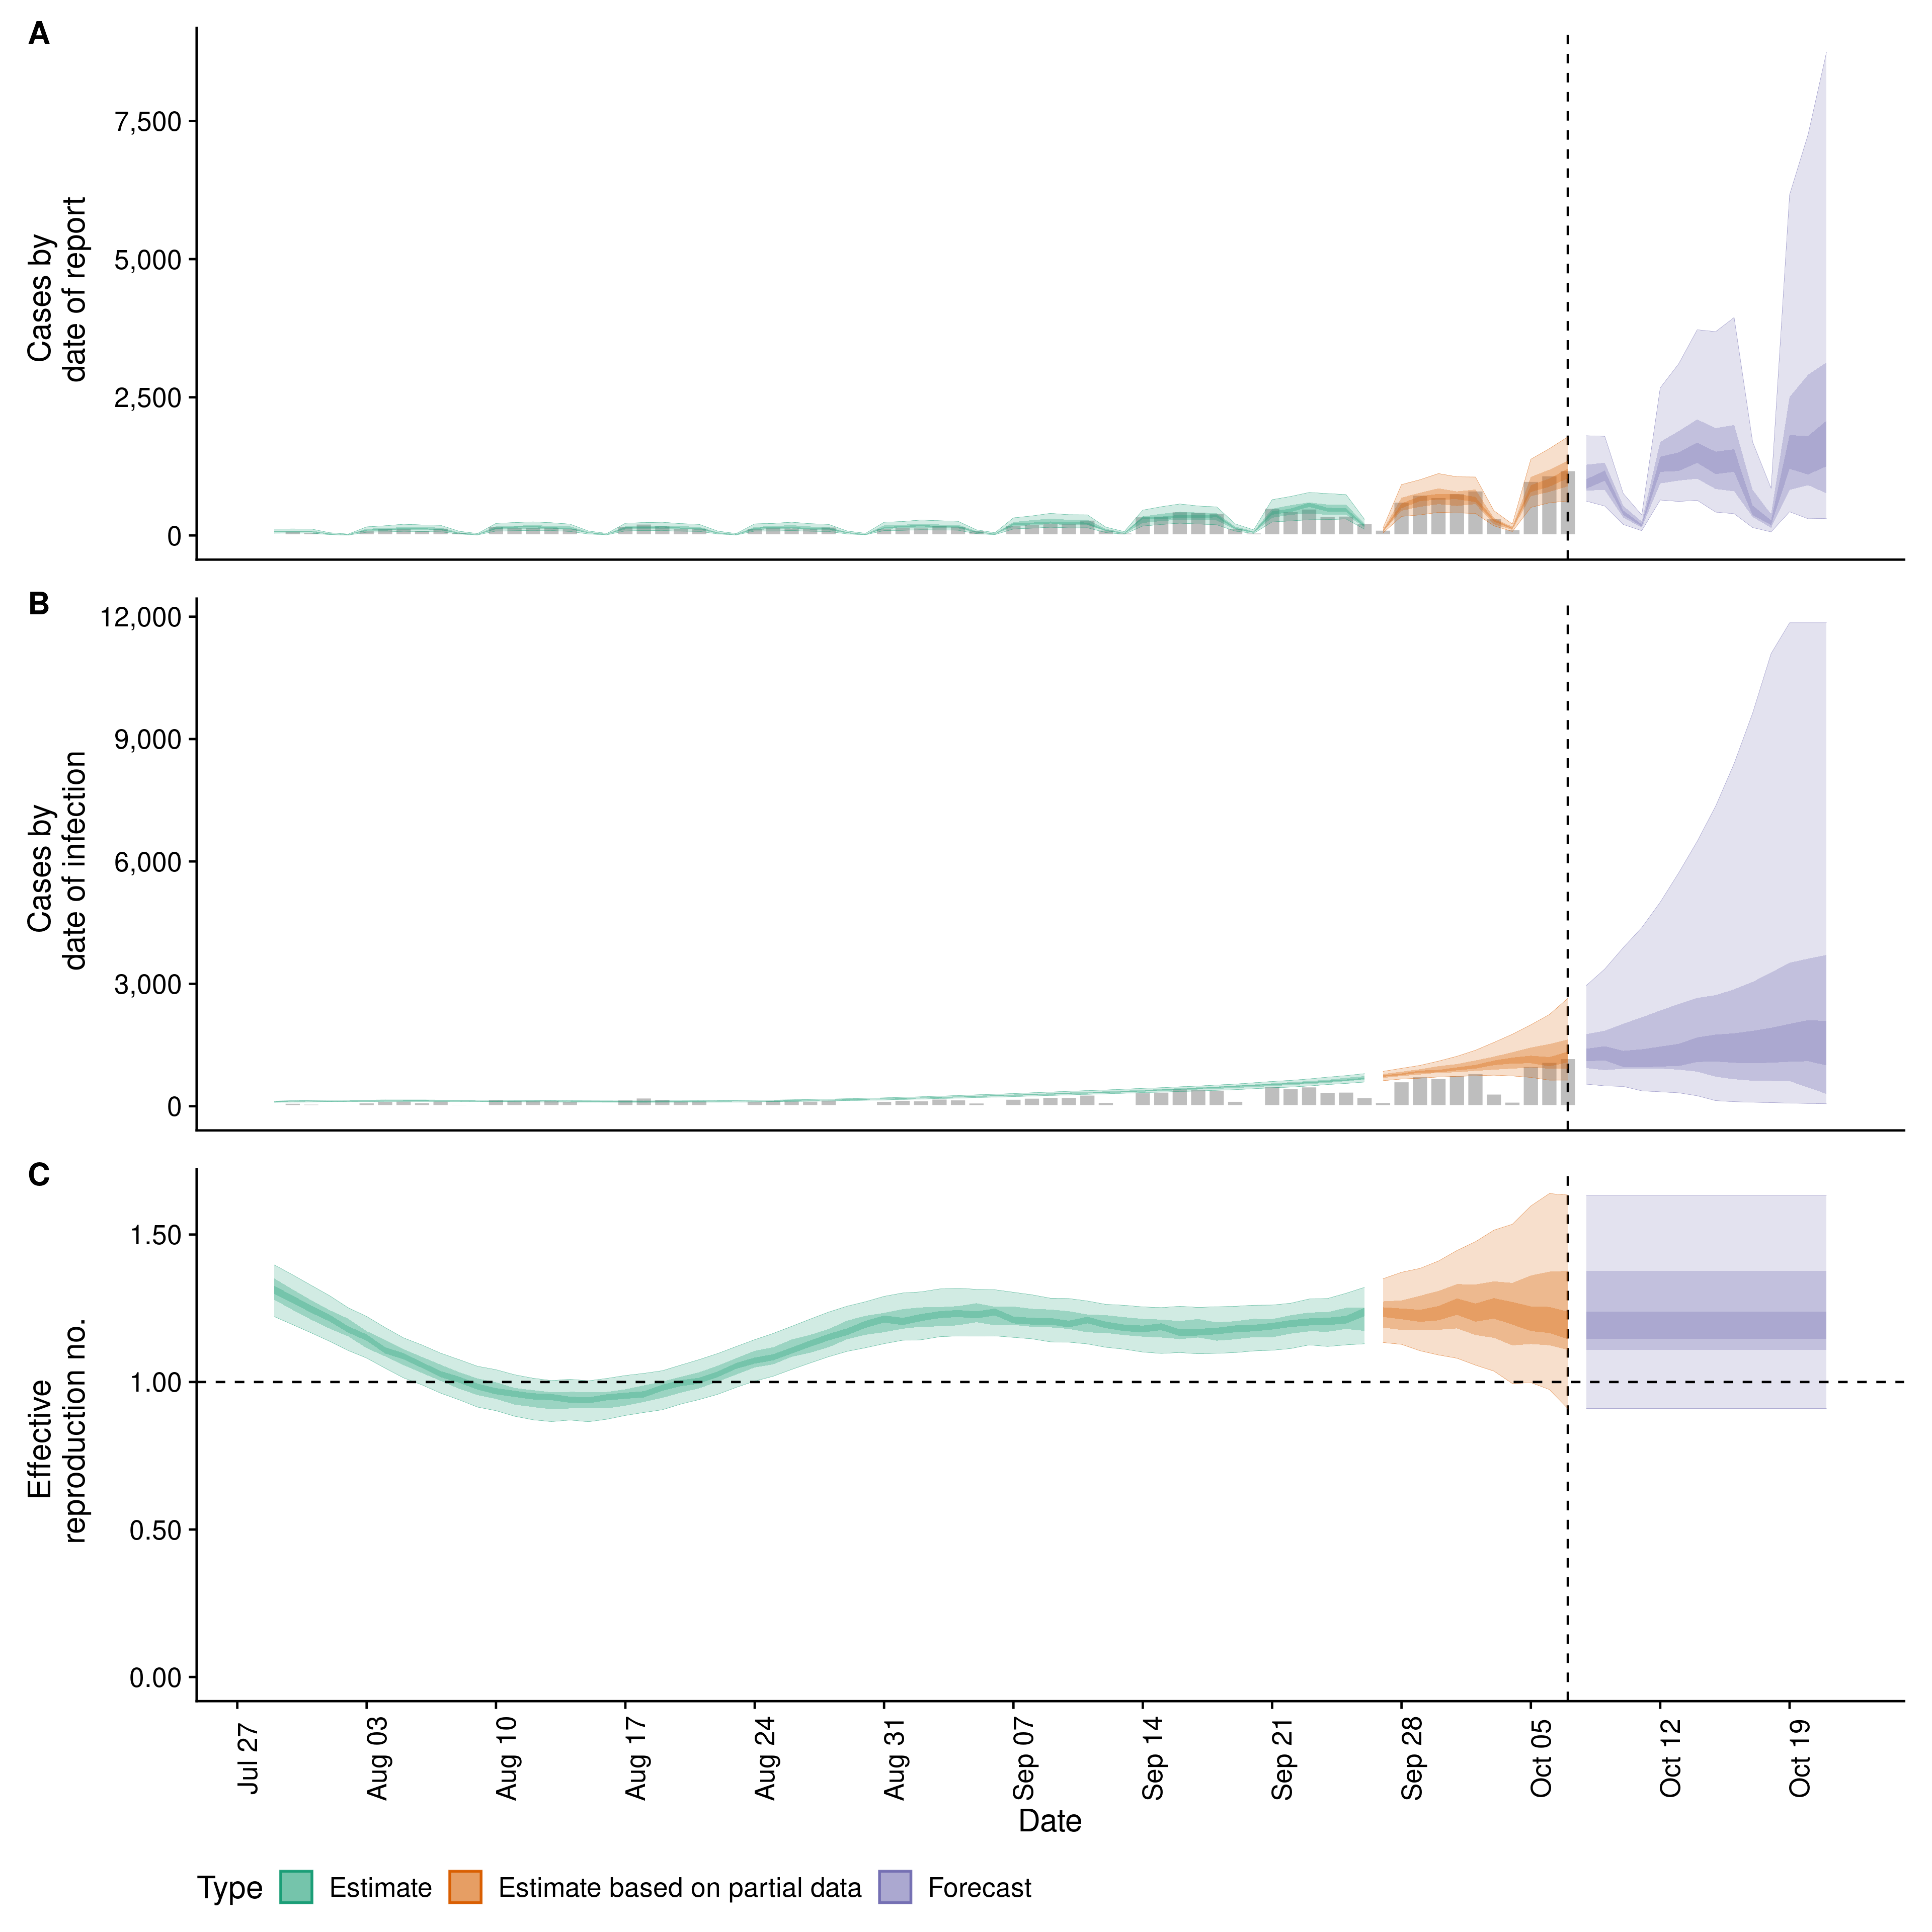 A
Cases by
date of report
7,500
5,000
2,500
0
B
Cases by
date of infection
12,000
9,000
6,000
3,000
0
C
Effective
reproduction no.
1.50
1.00
0.50
0.00
Jul 27
Aug 03
Aug 10
Aug 17
Aug 24
Aug 31
Sep 07
Sep 14
Sep 21
Sep 28
Oct 05
Oct 12
Oct 19
Date
Type Estimate Estimate based on partial data Forecast